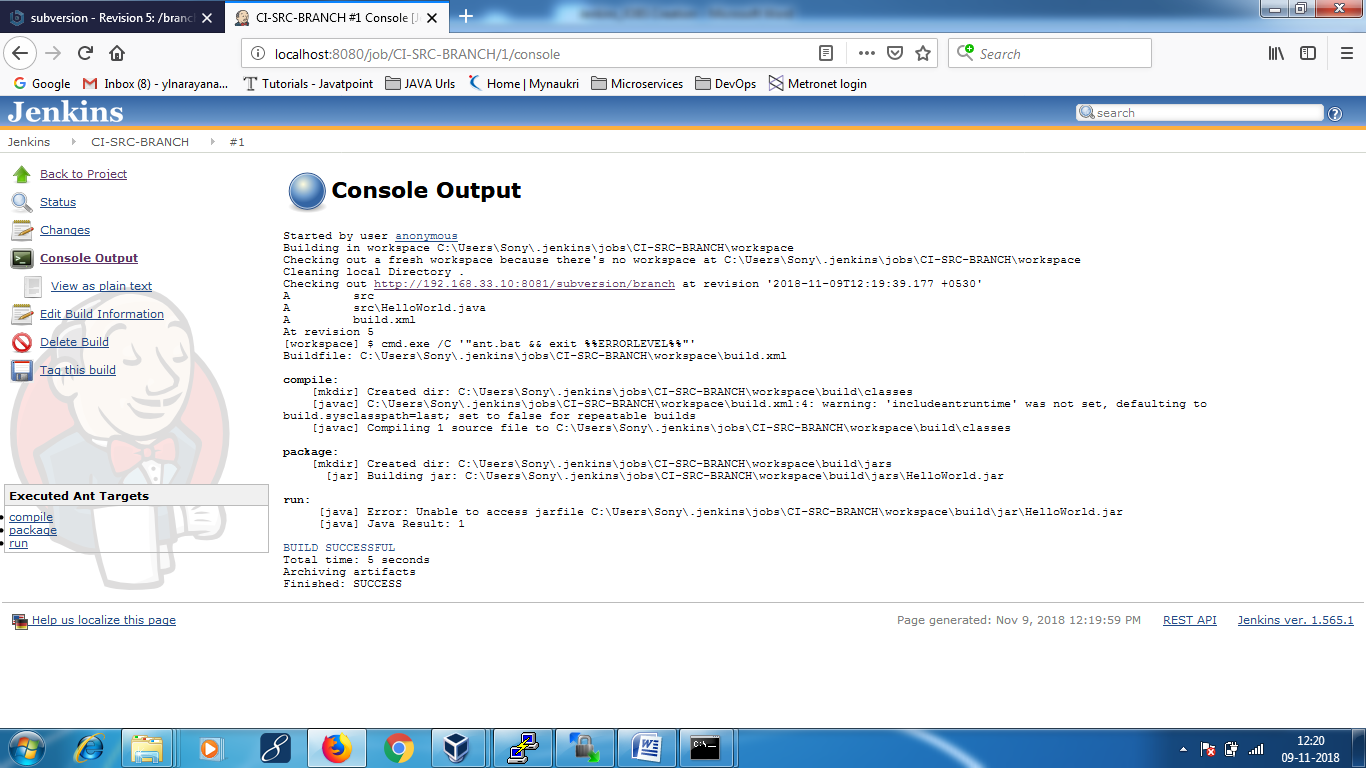 subversion - Revision 5: /branc
CI-SRC-BRANCH #1 Console [J
localhost:8080/job/CI-SRC-BRANCH/1/console
Search
Google
Inbox (8) - ylnarayana...
Tutorials - Javatpoint
JAVA Urls
Home | Mynaukri
Microservices
DevOps
Metronet login
Jenkins
search
Jenkins
CI-SRC-BRANCH
#1
Back to Project
Status
Changes
Console Output
View as plain text
Edit Build Information
Delete Build
Tag this build
Executed Ant Targets
compile
package
run
Console Output
Started by user anonymous
Building in workspace C:\Users\Sony\.jenkins\jobs\CI-SRC-BRANCH\workspace
Checking out a fresh workspace because there's no workspace at C:\Users\Sony\.jenkins\jobs\CI-SRC-BRANCH\workspace
Cleaning local Directory .
Checking out http://192.168.33.10:8081/subversion/branch at revision '2018-11-09T12:19:39.177 +0530'
A         src
A         src\HelloWorld.java
A         build.xml
At revision 5
[workspace] $ cmd.exe /C '"ant.bat && exit %%ERRORLEVEL%%"'
Buildfile: C:\Users\Sony\.jenkins\jobs\CI-SRC-BRANCH\workspace\build.xml
compile:
[mkdir] Created dir: C:\Users\Sony\.jenkins\jobs\CI-SRC-BRANCH\workspace\build\classes
[javac] C:\Users\Sony\.jenkins\jobs\CI-SRC-BRANCH\workspace\build.xml:4: warning: 'includeantruntime' was not set, defaulting to
build.sysclasspath=last; set to false for repeatable builds
[javac] Compiling 1 source file to C:\Users\Sony\.jenkins\jobs\CI-SRC-BRANCH\workspace\build\classes
package:
[mkdir] Created dir: C:\Users\Sony\.jenkins\jobs\CI-SRC-BRANCH\workspace\build\jars
[jar] Building jar: C:\Users\Sony\.jenkins\jobs\CI-SRC-BRANCH\workspace\build\jars\HelloWorld.jar
run:
[java] Error: Unable to access jarfile C:\Users\Sony\.jenkins\jobs\CI-SRC-BRANCH\workspace\build\jar\HelloWorld.jar
[java] Java Result: 1
BUILD SUCCESSFUL
Total time: 5 seconds
Archiving artifacts
Finished: SUCCESS
Help us localize this page
Page generated: Nov 9, 2018 12:19:59 PM
REST API
Jenkins ver. 1.565.1
12:20
09-11-2018